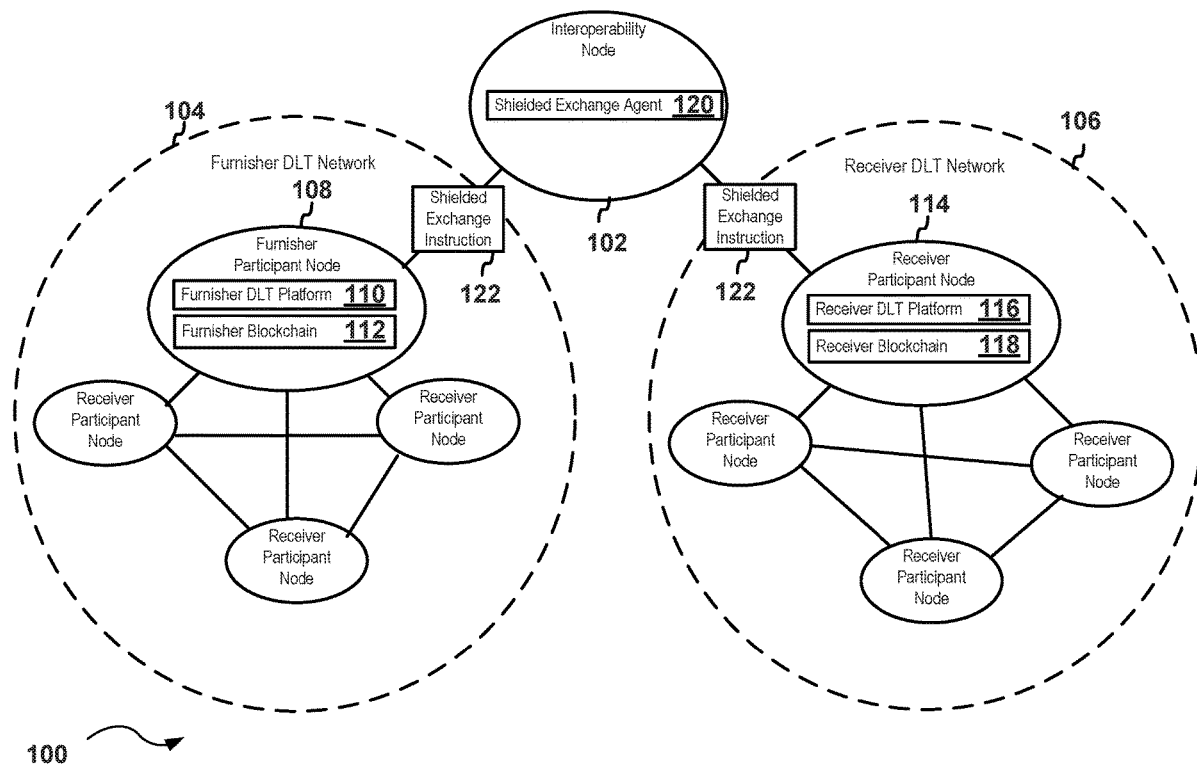 Interoperability
Node
Shielded Exchange Agent 120
104
106
Furnisher DLT Network
Receiver DLT Network
108
Shielded
Exchange
Instruction
102
Shielded
Exchange
Instruction
114
122
122
Furnisher
Participant Node
Furnisher DLT Platform 110
Furnisher Blockchain 112
Receiver
Participant Node
Receiver DLT Platform 116
Receiver Blockchain 118
Receiver
Participant
Node
Receiver
Participant
Node
Receiver
Participant
Node
Receiver
Participant
Node
Receiver
Participant
Node
Receiver
Participant
Node
100